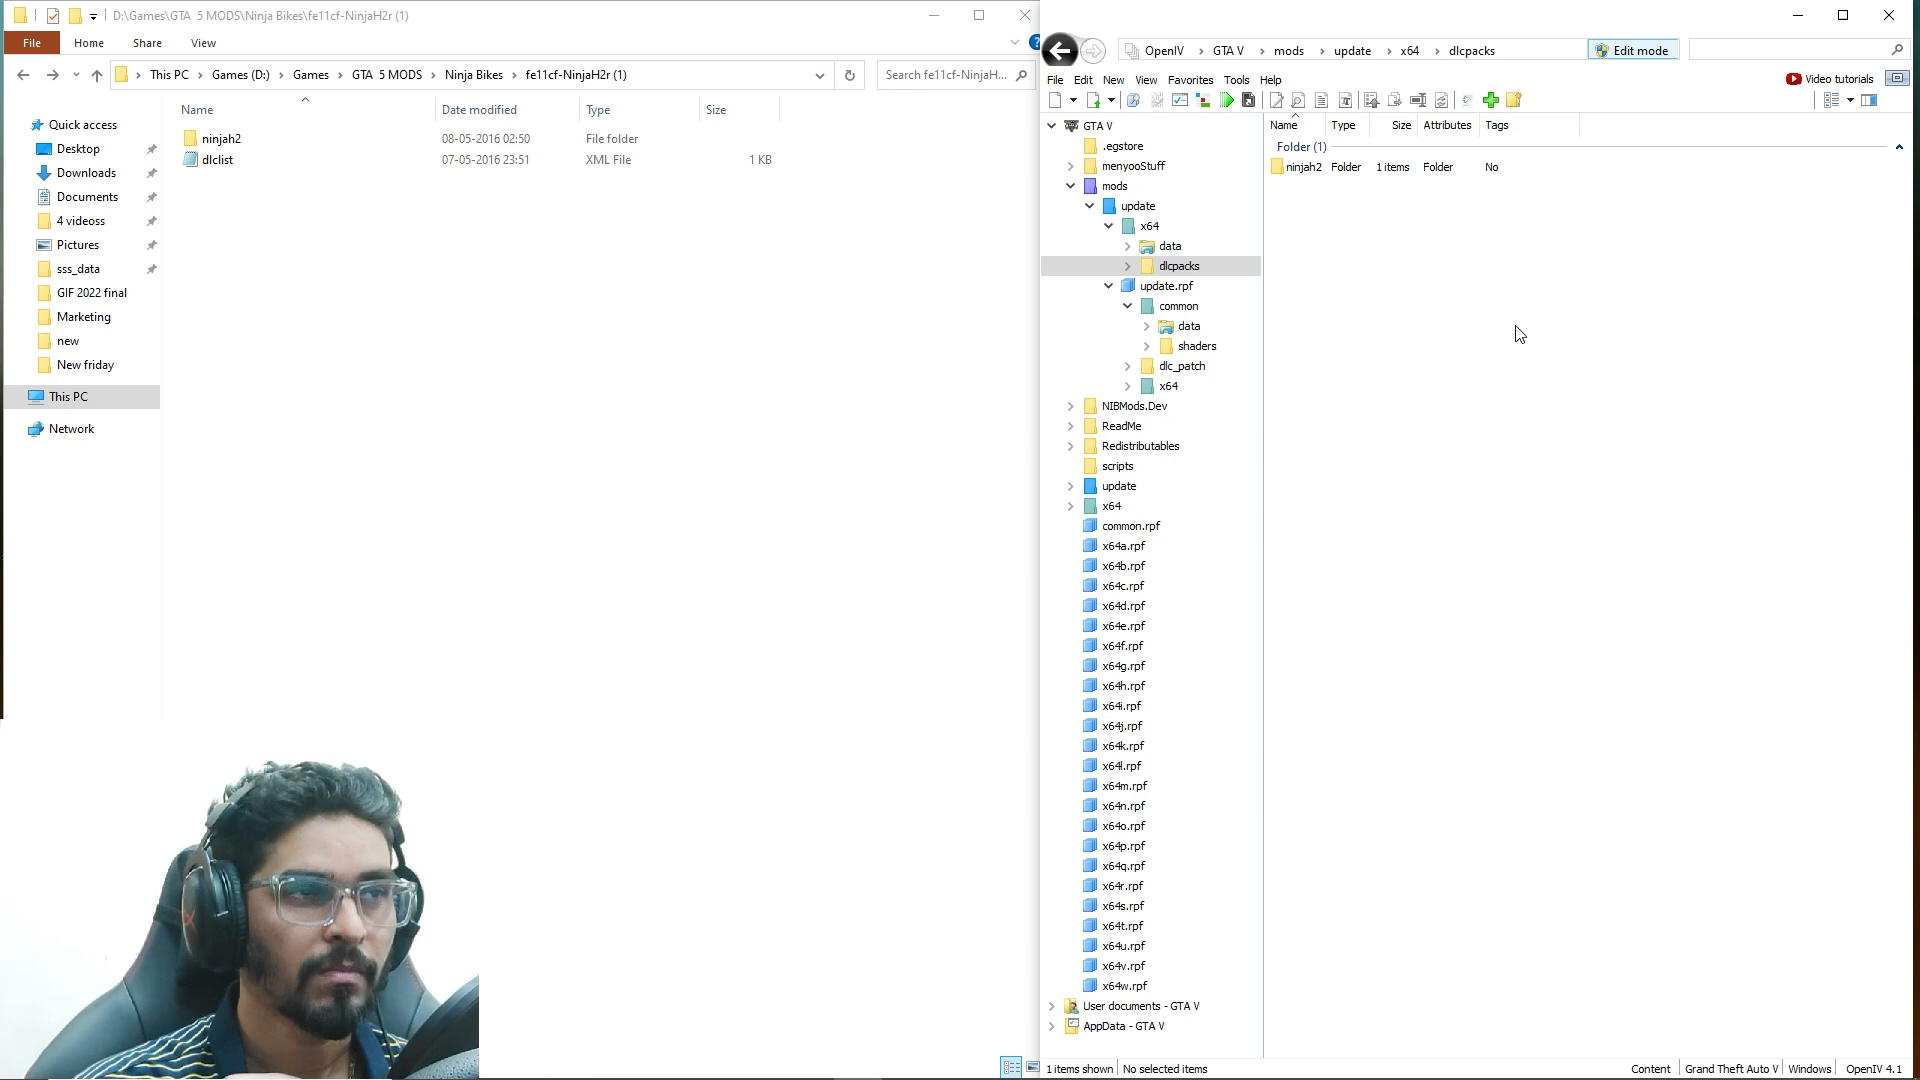 D:\Games\GTA  5 MODS\Ninja Bikes\fe11cf-NinjaH2r (1)
File
Home
Share
View
This PC
Games (D:)
Games
GTA  5 MODS
Ninja Bikes
fe11cf-NinjaH2r (1)
Search fe11cf-NinjaH...
Name
Date modified
Type
Size
Quick access
Desktop
Downloads
Documents
4 videoss
Pictures
sss_data
GIF 2022 final
Marketing
new
New friday
This PC
Network
ninjah2
08-05-2016 02:50
File folder
dlclist
07-05-2016 23:51
XML File
1 KB
OpenIV
GTA V
mods
update
x64
dlcpacks
Edit mode
File
Edit
New
View
Favorites
Tools
Help
Video tutorials
GTA V
.egstore
menyooStuff
mods
update
x64
data
dlcpacks
update.rpf
common
data
shaders
dlc_patch
x64
NIBMods.Dev
ReadMe
Redistributables
scripts
update
x64
common.rpf
x64a.rpf
x64b.rpf
x64c.rpf
x64d.rpf
x64e.rpf
x64f.rpf
x64g.rpf
x64h.rpf
x64i.rpf
x64j.rpf
x64k.rpf
x64l.rpf
x64m.rpf
x64n.rpf
x64o.rpf
x64p.rpf
x64q.rpf
x64r.rpf
x64s.rpf
x64t.rpf
x64u.rpf
x64v.rpf
x64w.rpf
User documents - GTA V
AppData - GTA V
Name
Type
Size
Attributes
Tags
Folder (1)
ninjah2
Folder
1 items
Folder
No
1 items shown
No selected items
Content
Grand Theft Auto V
Windows
OpenIV 4.1